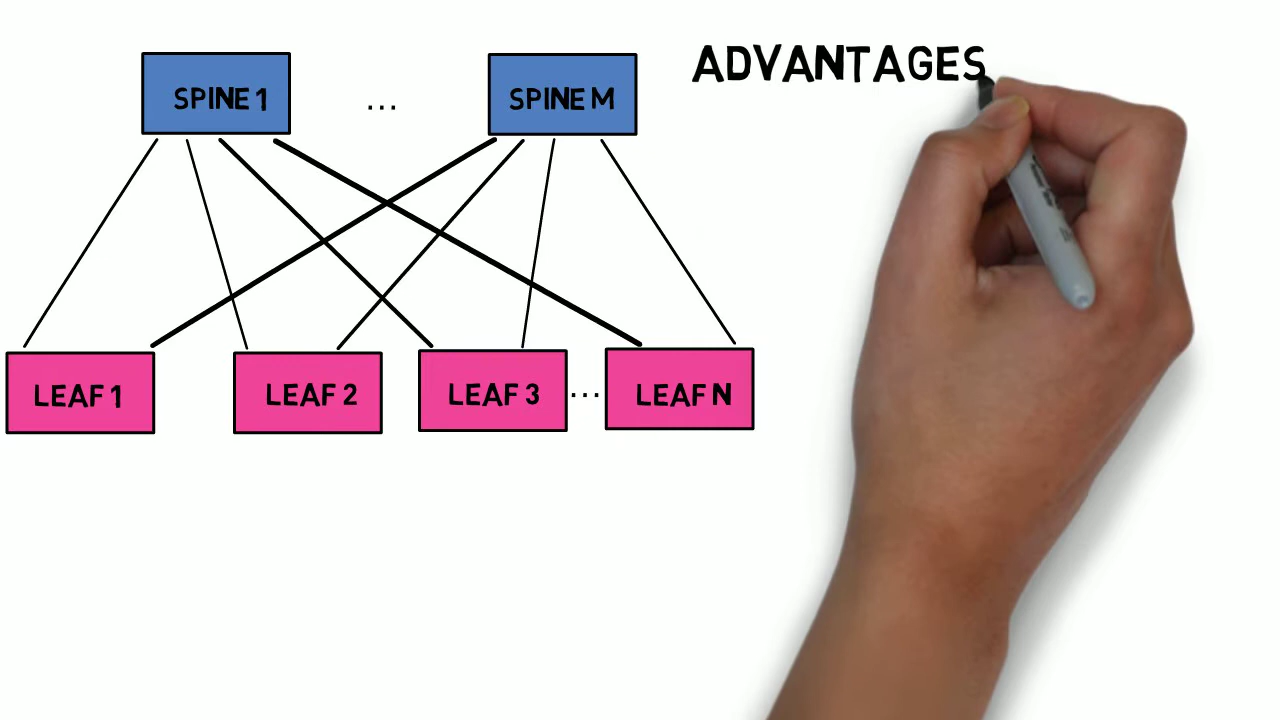 SPINE 1
...
SPINE M
ADVANTAGES
LEAF 1
LEAF 2
LEAF 3
...
LEAF N